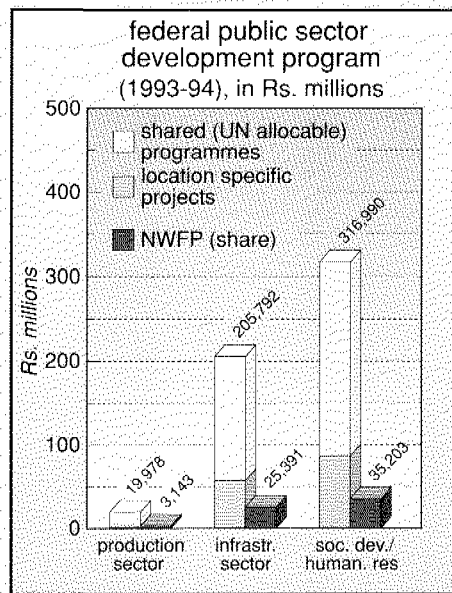 federal public sector
development program
(1993-94), in Rs. millions
500
400
300
200
100
0
Rs. millions
shared (UN allocable)
programmes
location specific
projects
NWFP (share)
19,978
3,143
205,792
25,391
316,990
35,203
production
sector
infrastr.
sector
soc. dev./
human. res